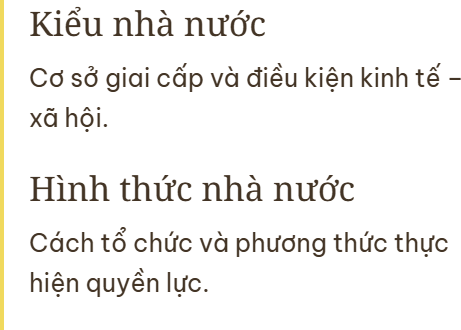 Kiểu nhà nước
Cơ sở giai cấp và điều kiện kinh tế –
xã hội.
Hình thức nhà nước
Cách tổ chức và phương thức thực
hiện quyền lực.